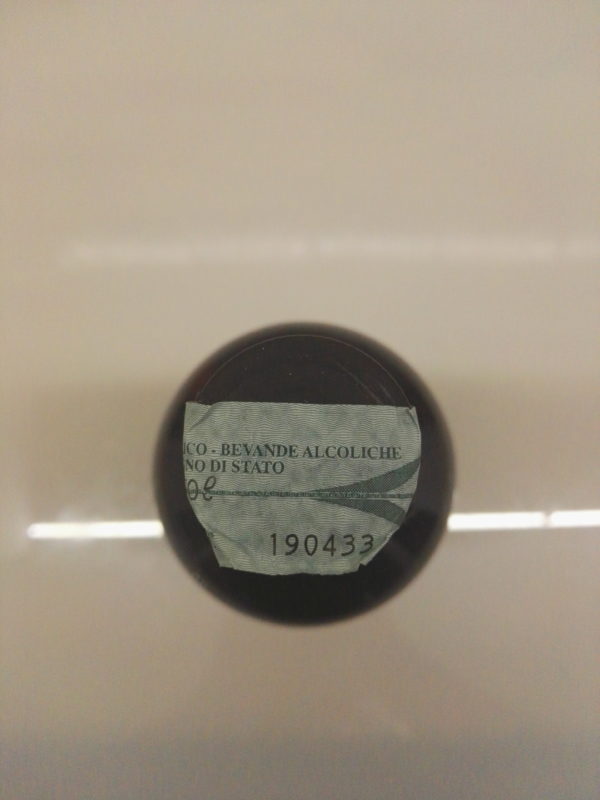 ICO - BEVANDE ALCOLICHE
NO DI STATO
190433